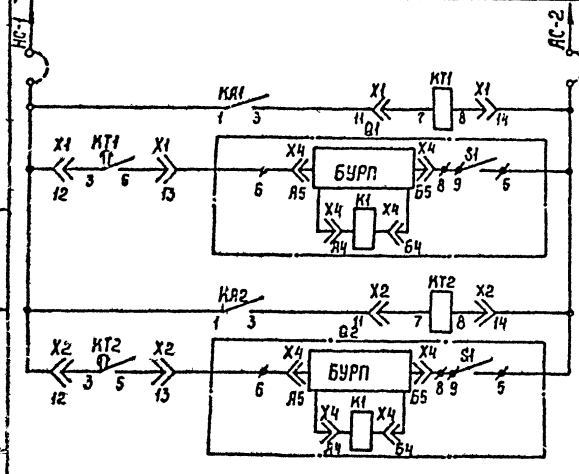 НС-1
ЯС-2
КА1 Х1 КТ1 Х1
1 3 11 7 8 14
Q1
Х1 КТ1 Х1 Х4 БУРП Х4 S1
12 3 5 13 6 А5 Б5 8 9 6
Х4 К1 Х4
А4 Б4
КА2 Х2 КТ2 Х2
1 3 11 7 8 14
Q2
Х2 КТ2 Х2 Х4 БУРП Х4 S1
12 3 5 13 6 А5 Б5 8 9 5
Х4 К1 Х4
А4 Б4